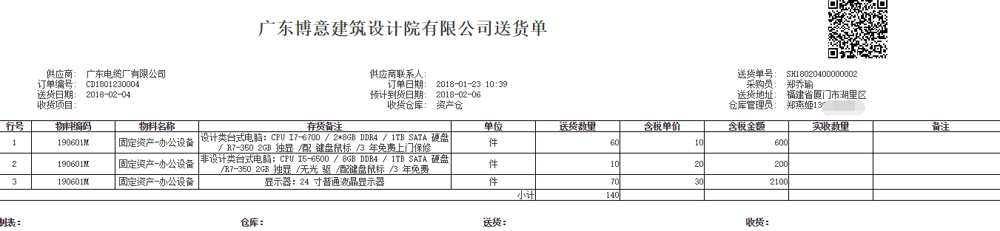 广东博意建筑设计院有限公司送货单
供应商： 广东电缆厂有限公司 供应商联系人： 送货单号： SH18020400000002
订单编号： CD1801230004 订单日期： 2018-01-23 10:39 采购员： 郑乔瑜
送货日期： 2018-02-04 预计到货日期： 2018-02-06 送货地址： 福建省厦门市湖里区
收货项目： 收货仓库： 资产仓 仓库管理员： 郑燕姬13
行号 物料编码 物料名称 存货备注 单位 送货数量 含税单价 含税金额 实收数量 备注
1 190601M 固定资产-办公设备 设计类台式电脑：CPU I7-6700 / 2*8GB DDR4 / 1TB SATA 硬盘 件 60 10 600
/ R7-350 2GB 独显 /配 键盘鼠标 /3 年免费上门保修
2 190601M 固定资产-办公设备 非设计类台式电脑：CPU I5-6500 / 8GB DDR4 / 1TB SATA 硬盘 件 10 20 200
/R7-350 2GB 独显 /无光 驱 /配键盘鼠标 /3 年免费
3 190601M 固定资产-办公设备 显示器：24 寸普通液晶显示器 件 70 30 2100
小计 140
制表： 仓库： 送货： 收货：